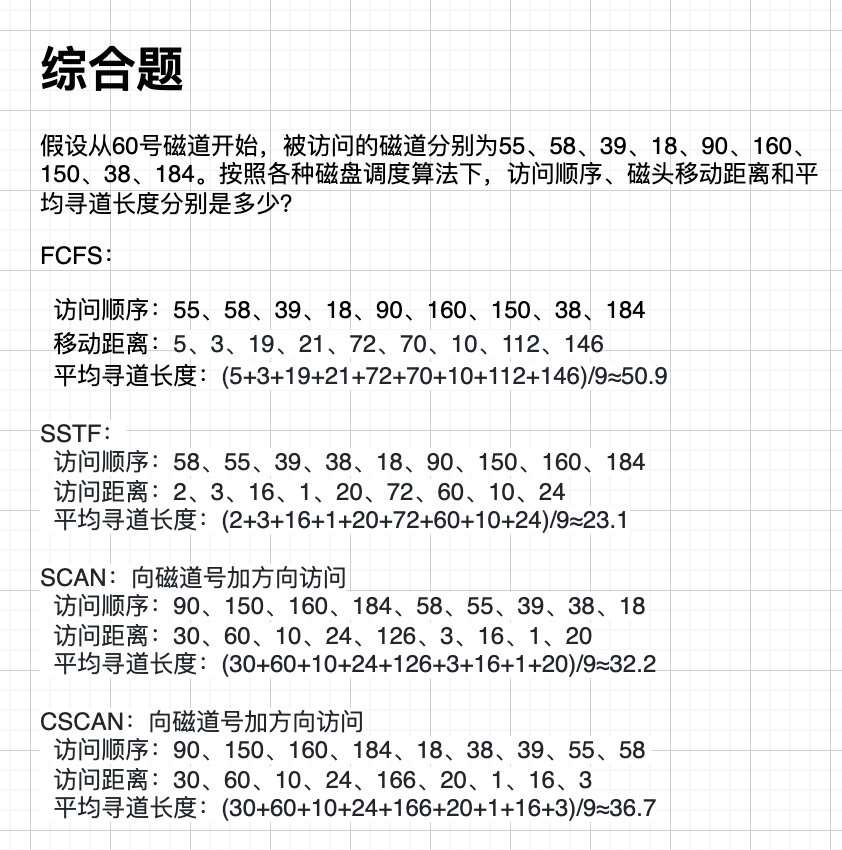 综合题
假设从60号磁道开始，被访问的磁道分别为55、58、39、18、90、160、
150、38、184。按照各种磁盘调度算法下，访问顺序、磁头移动距离和平
均寻道长度分别是多少?
FCFS：
访问顺序：55、58、39、18、90、160、150、38、184
移动距离：5、3、19、21、72、70、10、112、146
平均寻道长度：(5+3+19+21+72+70+10+112+146)/9≈50.9
SSTF：
访问顺序：58、55、39、38、18、90、150、160、184
访问距离：2、3、16、1、20、72、60、10、24
平均寻道长度：(2+3+16+1+20+72+60+10+24)/9≈23.1
SCAN：向磁道号加方向访问
访问顺序：90、150、160、184、58、55、39、38、18
访问距离：30、60、10、24、126、3、16、1、20
平均寻道长度：(30+60+10+24+126+3+16+1+20)/9≈32.2
CSCAN：向磁道号加方向访问
访问顺序：90、150、160、184、18、38、39、55、58
访问距离：30、60、10、24、166、20、1、16、3
平均寻道长度：(30+60+10+24+166+20+1+16+3)/9≈36.7